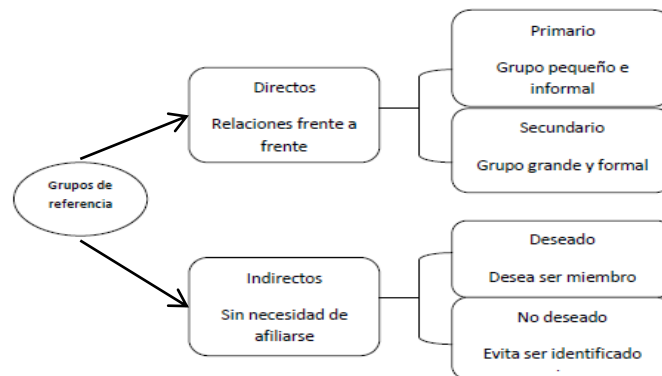 Grupos de
referencia
Directos
Relaciones frente a
frente
Primario
Grupo pequeño e
informal
Secundario
Grupo grande y formal
Indirectos
Sin necesidad de
afiliarse
Deseado
Desea ser miembro
No deseado
Evita ser identificado